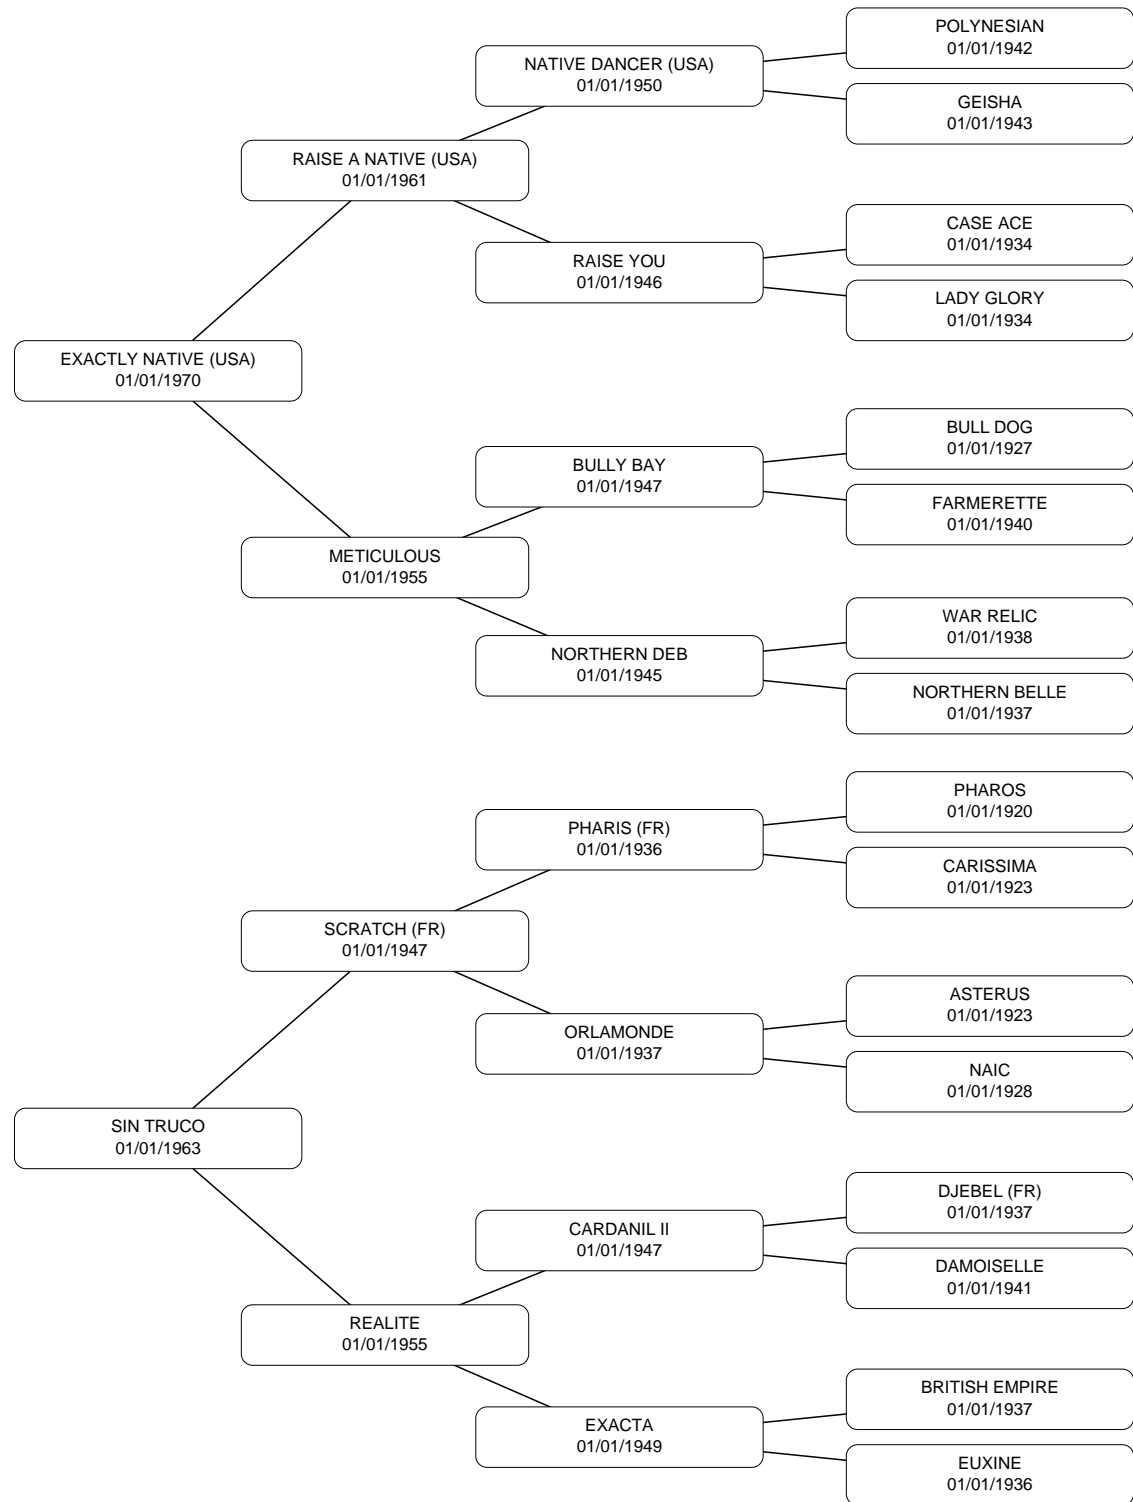 POLYNESIAN
01/01/1942
NATIVE DANCER (USA)
01/01/1950
GEISHA
01/01/1943
RAISE A NATIVE (USA)
01/01/1961
CASE ACE
01/01/1934
RAISE YOU
01/01/1946
LADY GLORY
01/01/1934
EXACTLY NATIVE (USA)
01/01/1970
BULL DOG
01/01/1927
BULLY BAY
01/01/1947
FARMERETTE
01/01/1940
METICULOUS
01/01/1955
WAR RELIC
01/01/1938
NORTHERN DEB
01/01/1945
NORTHERN BELLE
01/01/1937
PHAROS
01/01/1920
PHARIS (FR)
01/01/1936
CARISSIMA
01/01/1923
SCRATCH (FR)
01/01/1947
ASTERUS
01/01/1923
ORLAMONDE
01/01/1937
NAIC
01/01/1928
SIN TRUCO
01/01/1963
DJEBEL (FR)
01/01/1937
CARDANIL II
01/01/1947
DAMOISELLE
01/01/1941
REALITE
01/01/1955
BRITISH EMPIRE
01/01/1937
EXACTA
01/01/1949
EUXINE
01/01/1936